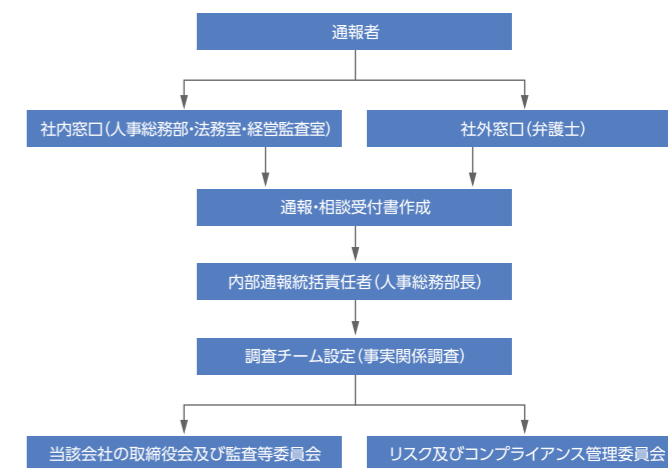 通報者
社内窓口(人事総務部・法務室・経営監査室)
社外窓口(弁護士)
通報・相談受付書作成
内部通報統括責任者(人事総務部長)
調査チーム設定(事実関係調査)
当該会社の取締役会及び監査等委員会
リスク及びコンプライアンス管理委員会